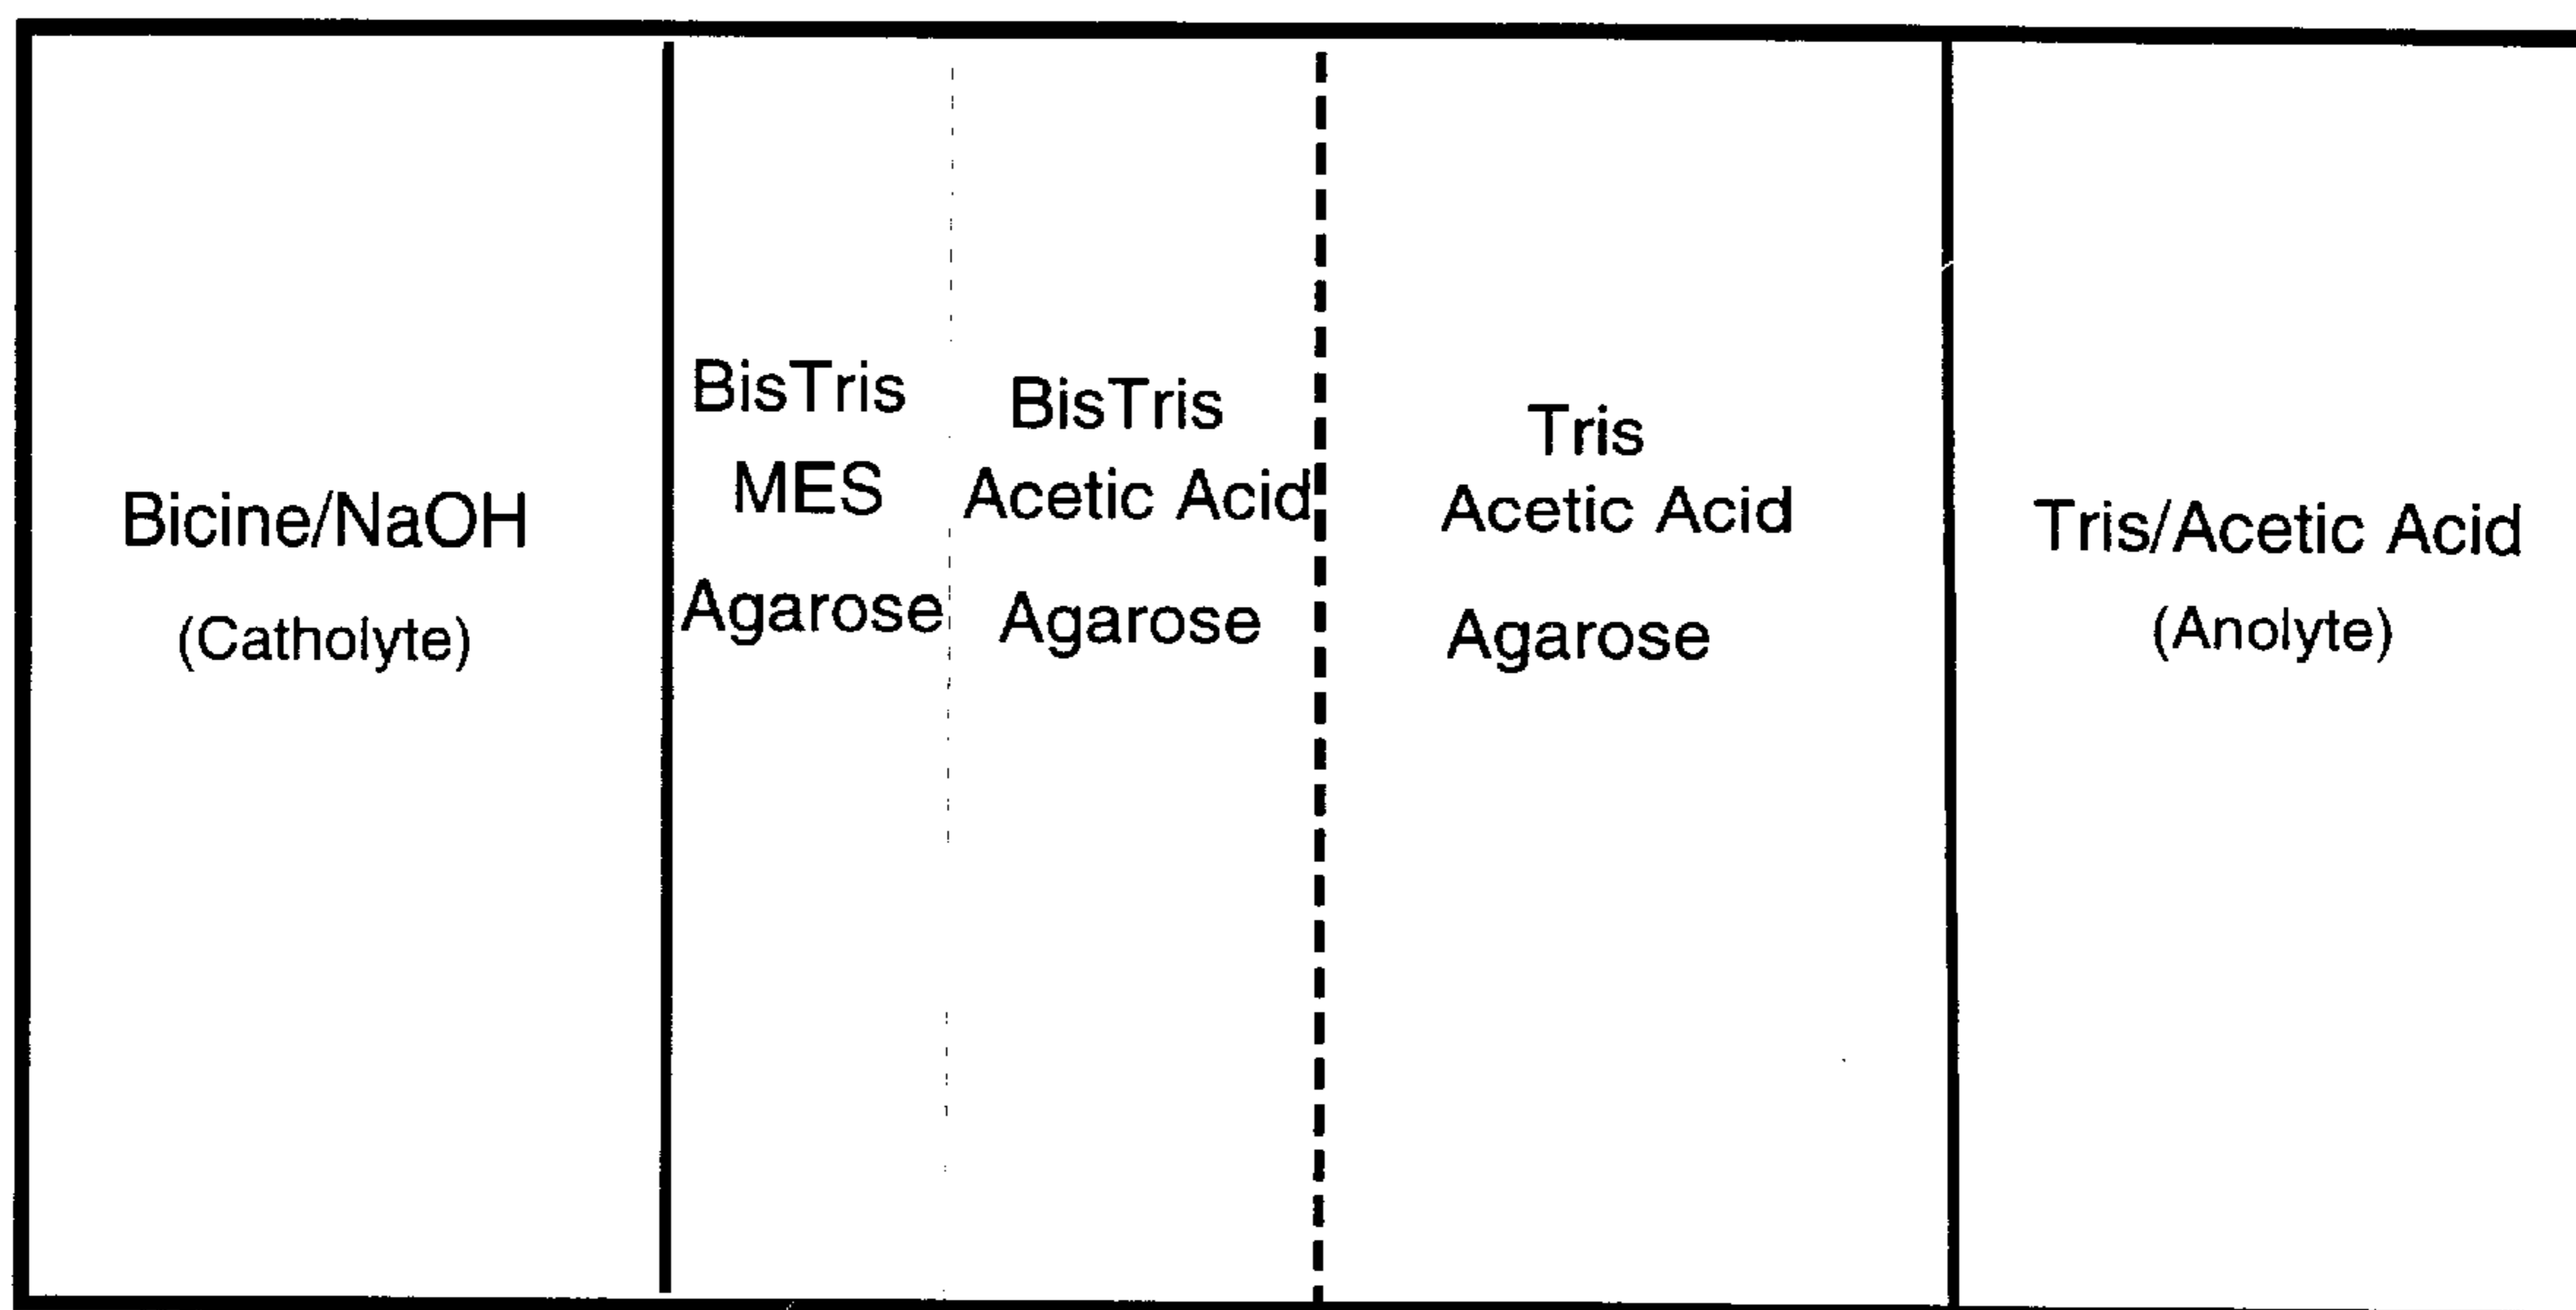 Bicine/NaOH
(Catholyte)
BisTris
MES
Agarose
BisTris
Acetic Acid
Agarose
Tris
Acetic Acid
Agarose
Tris/Acetic Acid
(Anolyte)